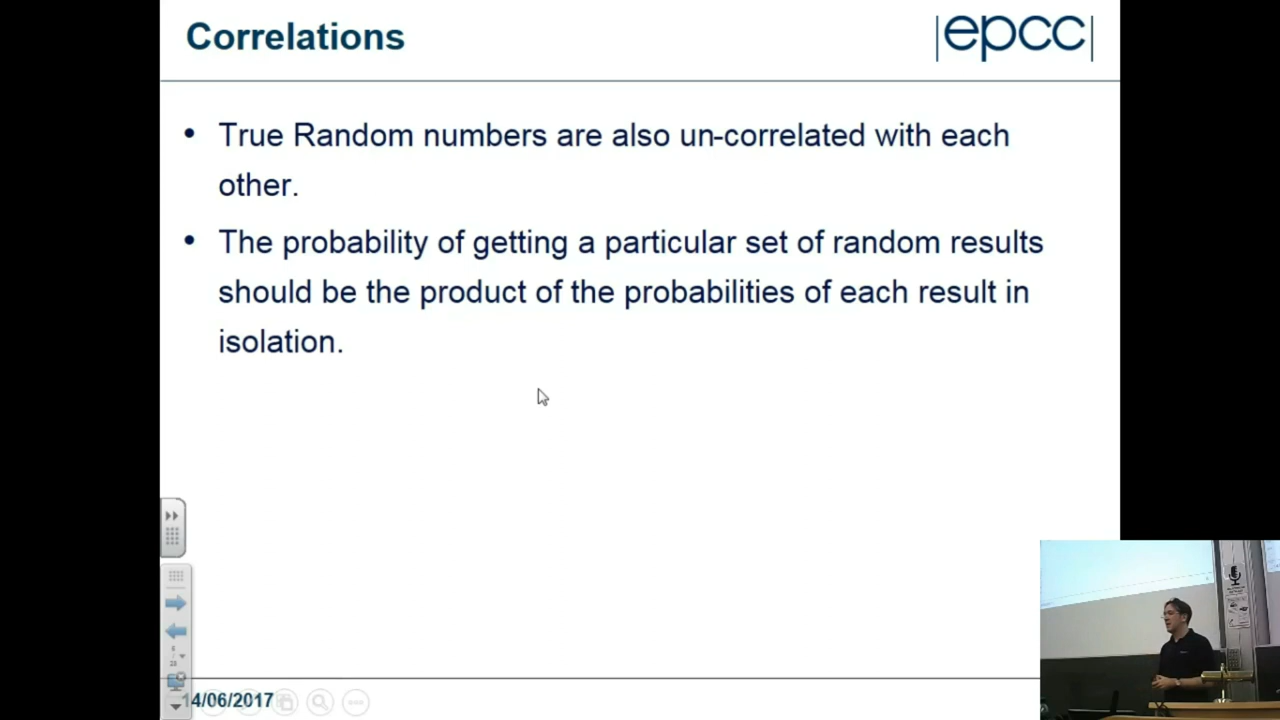 Correlations
|epcc|
• True Random numbers are also un-correlated with each
other.
• The probability of getting a particular set of random results
should be the product of the probabilities of each result in
isolation.
14/06/2017